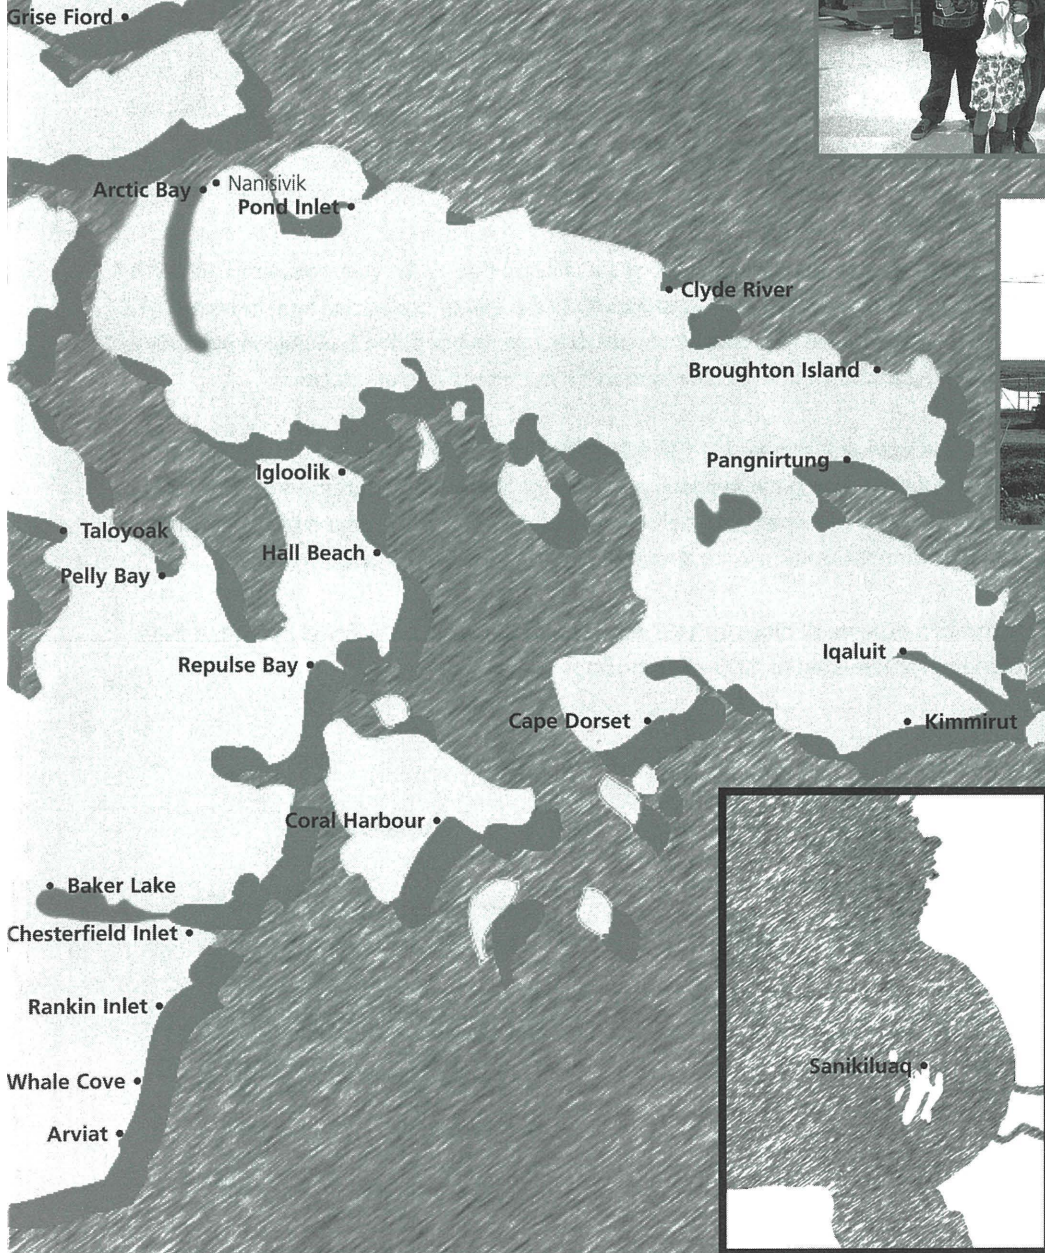 Grise Fiord
Arctic Bay
Nanisivik
Pond Inlet
Clyde River
Broughton Island
Pangnirtung
Igloolik
Taloyoak
Hall Beach
Pelly Bay
Iqaluit
Repulse Bay
Cape Dorset
Kimmirut
Coral Harbour
Baker Lake
Chesterfield Inlet
Rankin Inlet
Sanikiluaq
Whale Cove
Arviat